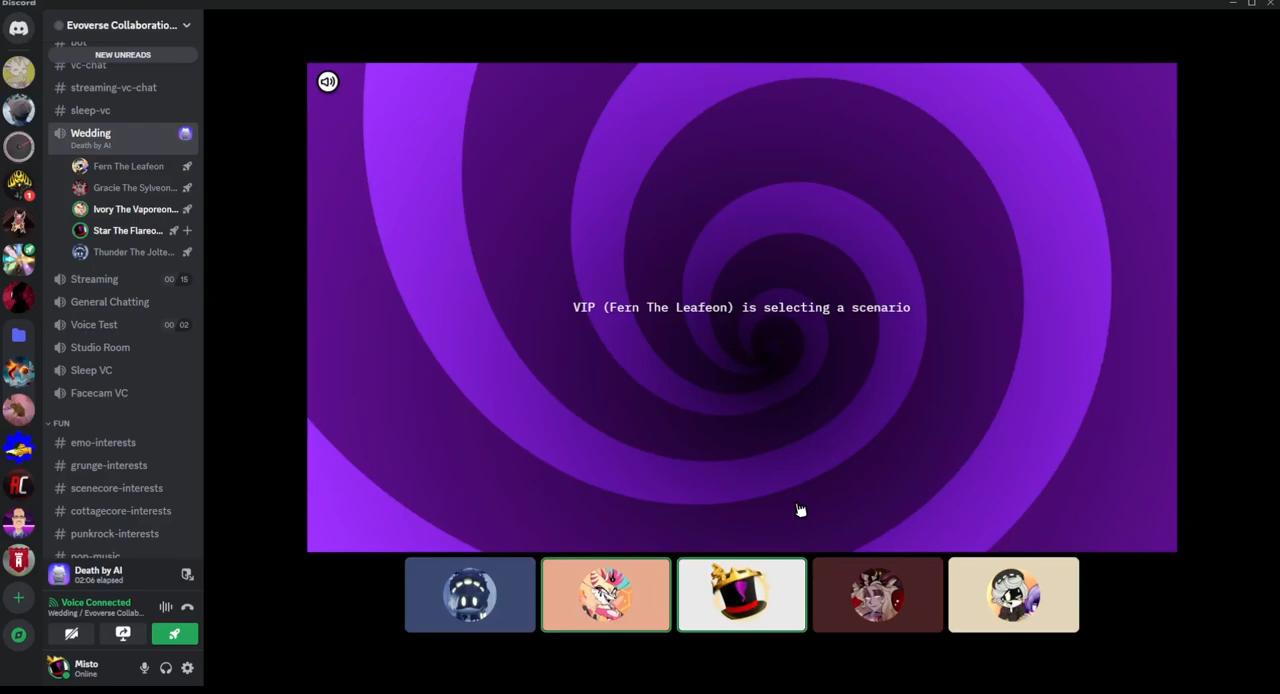 Discord
Evoverse Collaboratio...
bot
NEW UNREADS
vc-chat
streaming-vc-chat
sleep-vc
Wedding
Death by AI
Fern The Leafeon
Gracie The Sylveon...
Ivory The Vaporeon...
Star The Flareo...
Thunder The Jolte...
Streaming 00 15
General Chatting
Voice Test 00 02
Studio Room
Sleep VC
Facecam VC
FUN
emo-interests
grunge-interests
scenecore-interests
cottagecore-interests
punkrock-interests
pop-music
Death by AI
02:06 elapsed
Voice Connected
Wedding / Evoverse Collab...
Misto
Online
1
VIP (Fern The Leafeon) is selecting a scenario